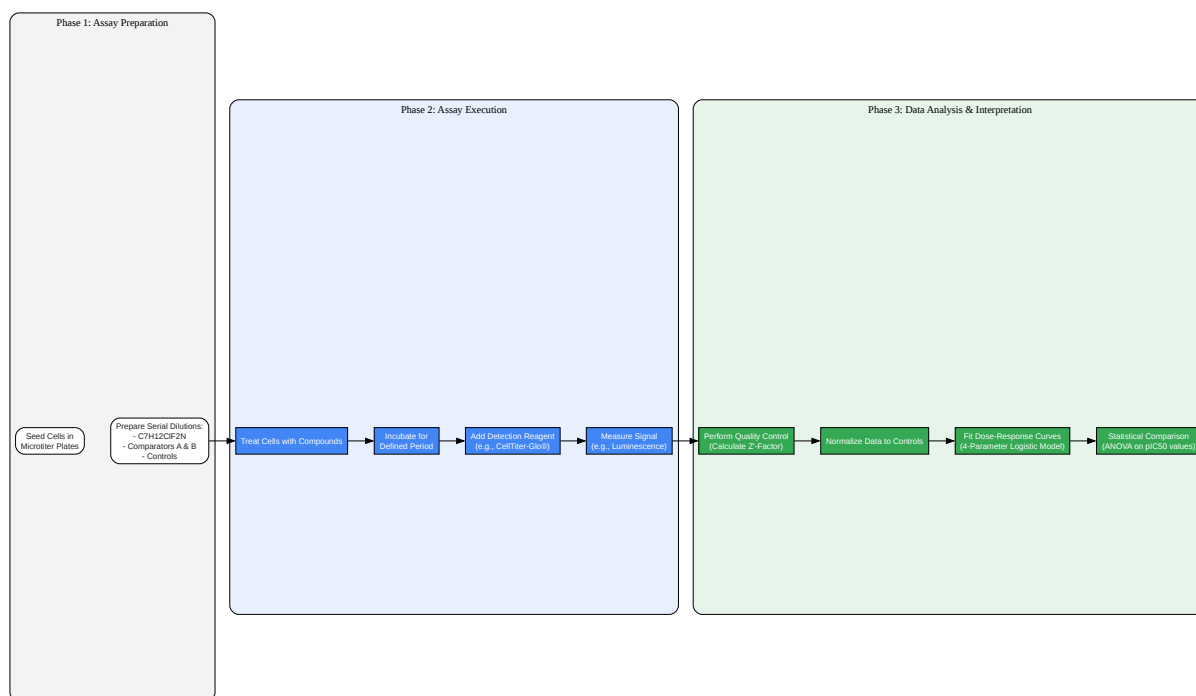 Phase 1: Assay Preparation
Seed Cells in
Microtiter Plates
Prepare Serial Dilutions:
- C7H12ClF2N
- Comparators A & B
- Controls
Phase 2: Assay Execution
Treat Cells with Compounds
Incubate for
Defined Period
Add Detection Reagent
(e.g., CellTiter-Glo®)
Measure Signal
(e.g., Luminescence)
Phase 3: Data Analysis & Interpretation
Perform Quality Control
(Calculate Z'-Factor)
Normalize Data to Controls
Fit Dose-Response Curves
(4-Parameter Logistic Model)
Statistical Comparison
(ANOVA on pIC50 values)